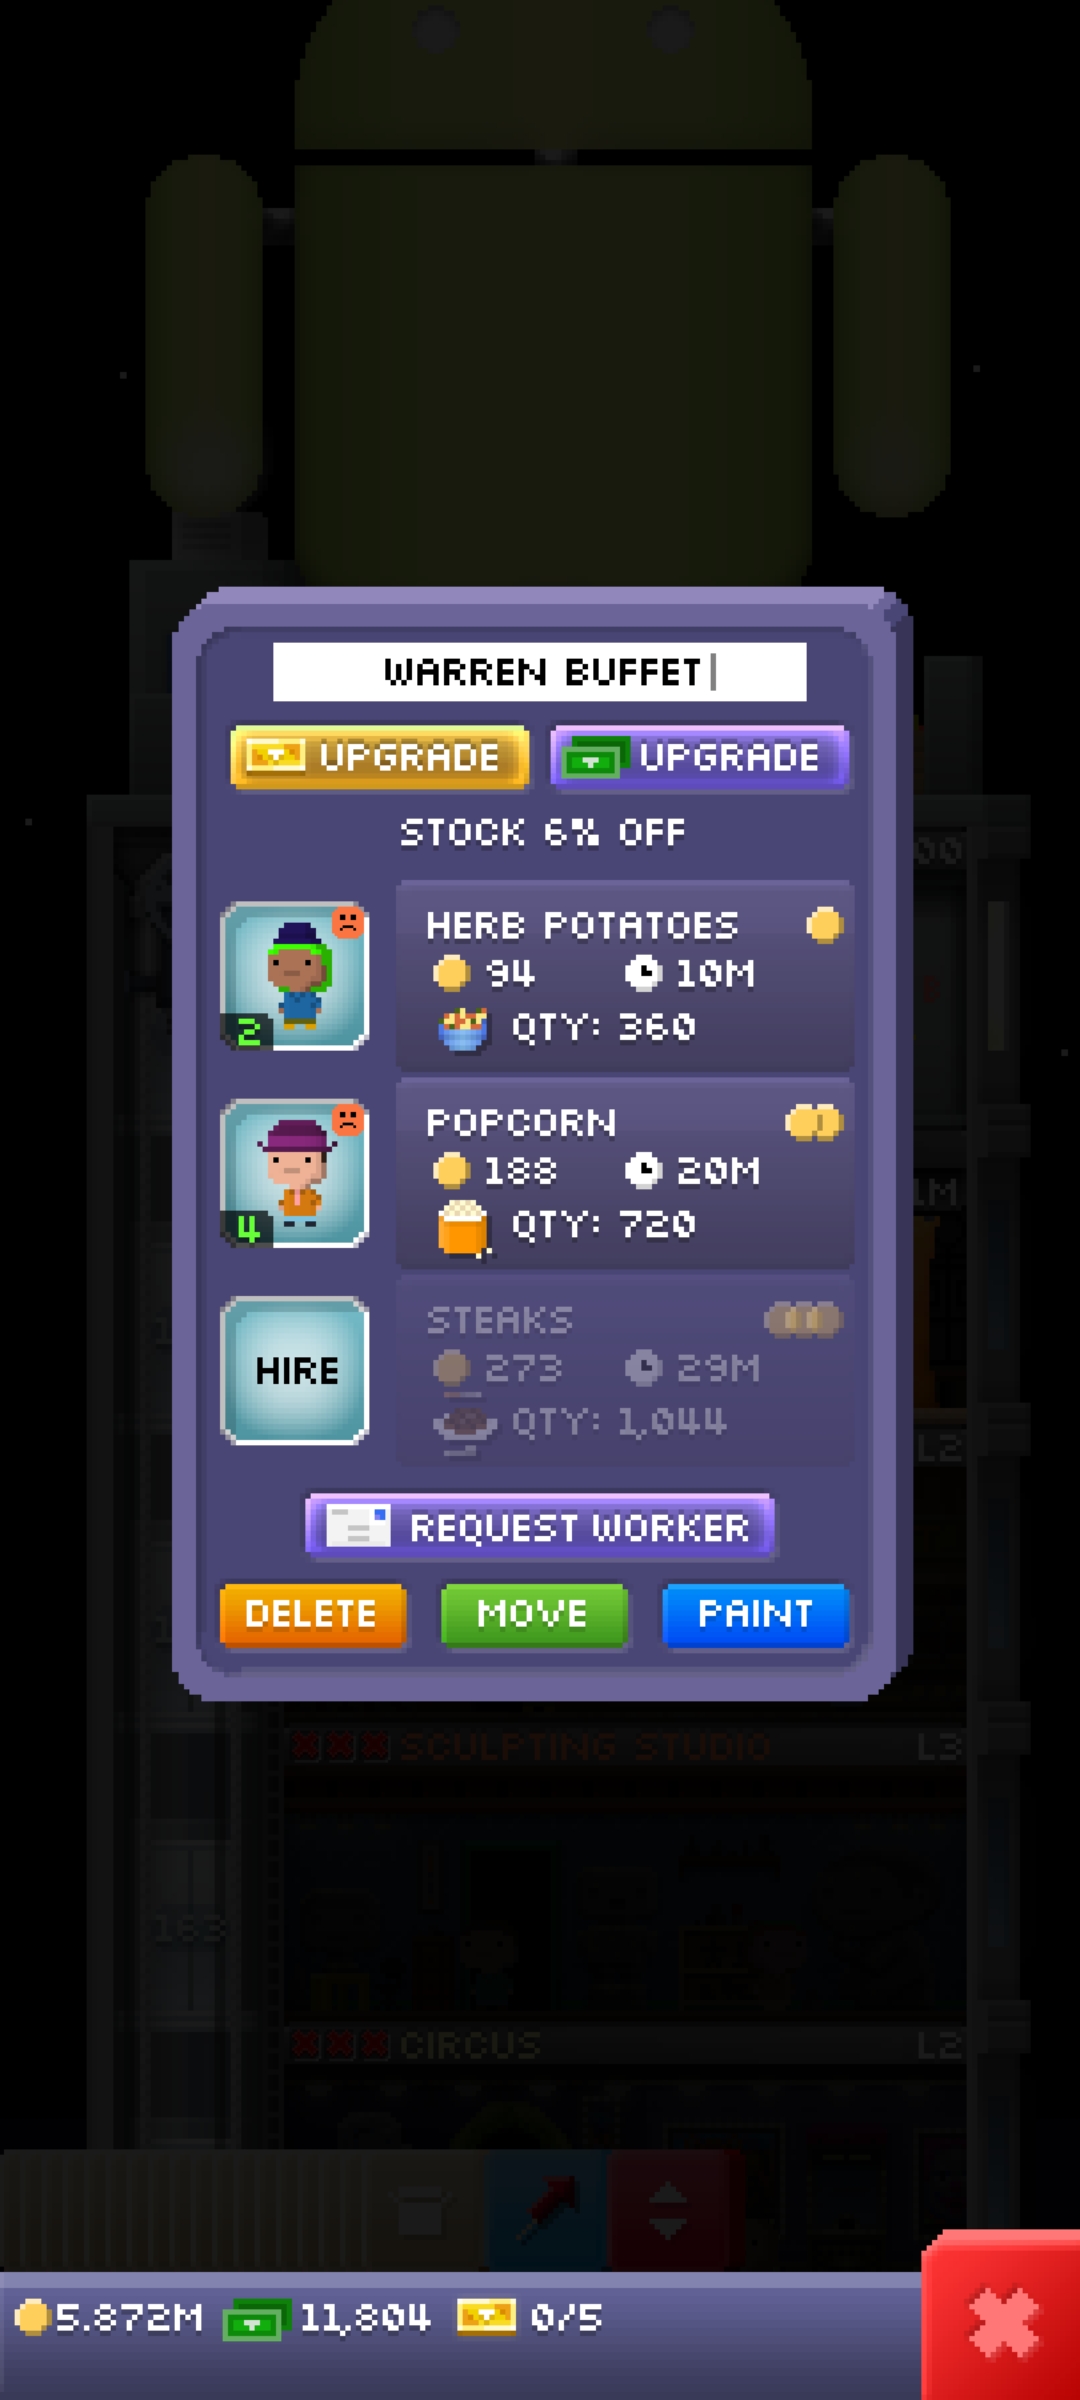 WARREN BUFFET
UPGRADE UPGRADE
STOCK 6% OFF
HERB POTATOES
94 10M
2 QTY: 360
POPCORN
188 20M
4 QTY: 720
STEAKS
HIRE 273 29M
QTY: 1,044
REQUEST WORKER
DELETE MOVE PAINT
L2
SCULPTING STUDIO L3
163
CIRCUS L2
5.872M 11,804 0/5